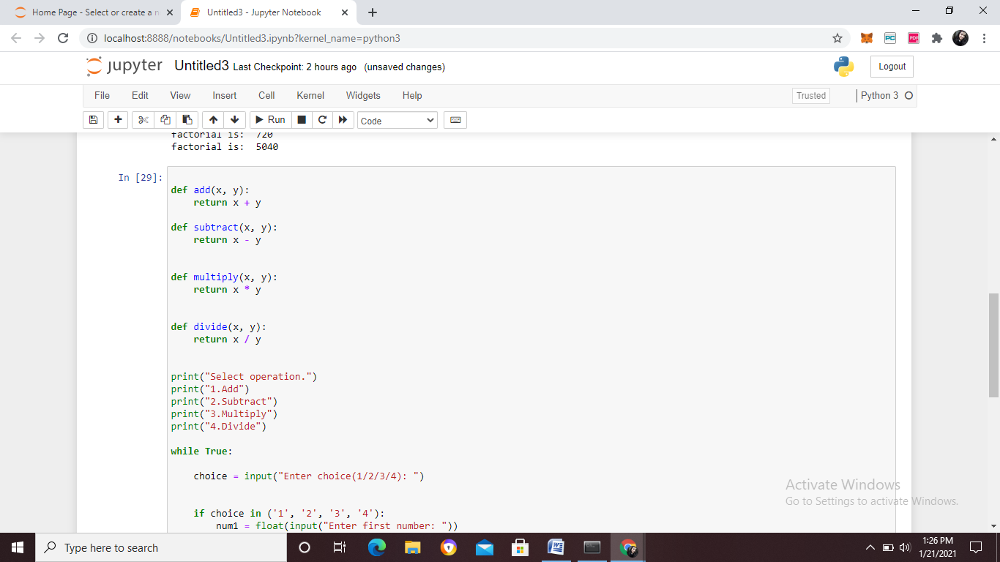 Home Page - Select or create a n
Untitled3 - Jupyter Notebook
localhost:8888/notebooks/Untitled3.ipynb?kernel_name=python3
PC
PDF
jupyter Untitled3 Last Checkpoint: 2 hours ago (unsaved changes)
Logout
File Edit View Insert Cell Kernel Widgets Help
Trusted
Python 3
Run
Code
factorial is:  720
factorial is:  5040
In [29]:
def add(x, y):
    return x + y
def subtract(x, y):
    return x - y
def multiply(x, y):
    return x * y
def divide(x, y):
    return x / y
print("Select operation.")
print("1.Add")
print("2.Subtract")
print("3.Multiply")
print("4.Divide")
while True:
    choice = input("Enter choice(1/2/3/4): ")
    if choice in ('1', '2', '3', '4'):
        num1 = float(input("Enter first number: "))
Activate Windows
Go to Settings to activate Windows.
Type here to search
1:26 PM
1/21/2021